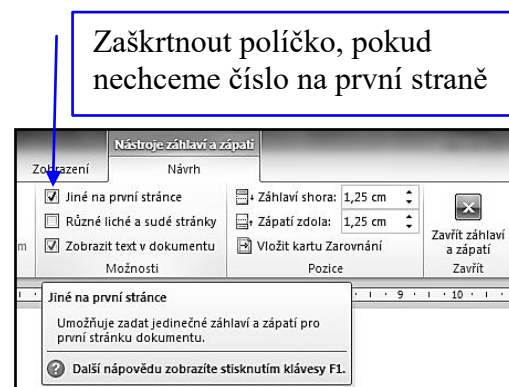 Zaškrtnout políčko, pokud
nechceme číslo na první straně
Nástroje záhlaví a zápatí
Zobrazení
Návrh
Jiné na první stránce
Různé liché a sudé stránky
Zobrazit text v dokumentu
Možnosti
Záhlaví shora: 1,25 cm
Zápatí zdola: 1,25 cm
Vložit kartu Zarovnání
Pozice
Zavřít záhlaví
a zápatí
Zavřít
9 10
Jiné na první stránce
Umožňuje zadat jedinečné záhlaví a zápatí pro
první stránku dokumentu.
Další nápovědu zobrazíte stisknutím klávesy F1.